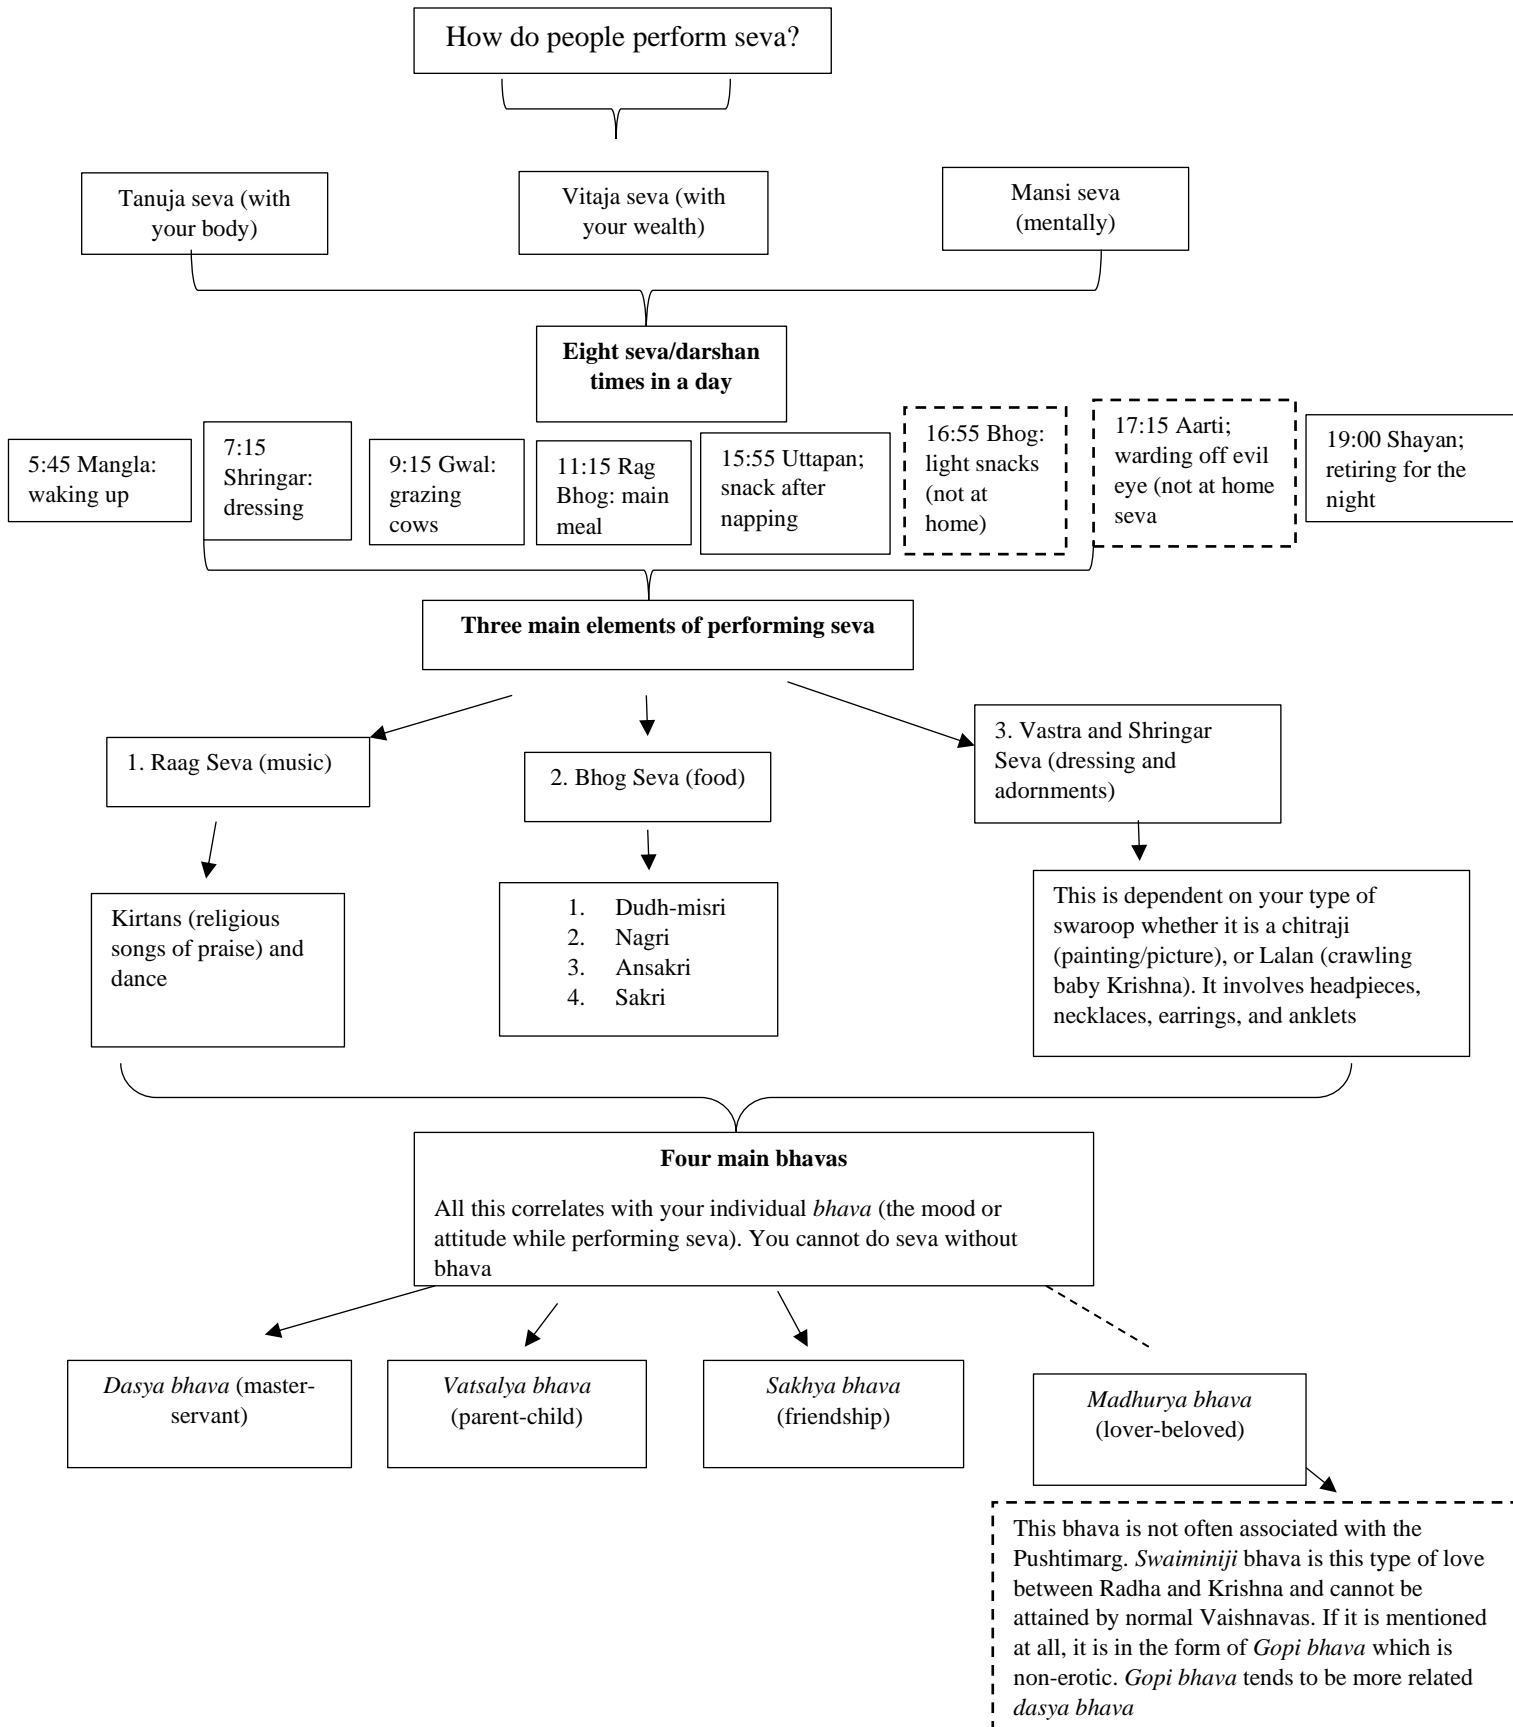 How do people perform seva?
Tanuja seva (with
your body)
Vitaja seva (with
your wealth)
Mansi seva
(mentally)
Eight seva/darshan
times in a day
5:45 Mangla:
waking up
7:15
Shringar:
dressing
9:15 Gwal:
grazing
cows
11:15 Rag
Bhog: main
meal
15:55 Uttapan;
snack after
napping
16:55 Bhog:
light snacks
(not at
home)
17:15 Aarti;
warding off evil
eye (not at home
seva
19:00 Shayan;
retiring for the
night
Three main elements of performing seva
1. Raag Seva (music)
2. Bhog Seva (food)
3. Vastra and Shringar
Seva (dressing and
adornments)
Kirtans (religious
songs of praise) and
dance
1. Dudh-misri
2. Nagri
3. Ansakri
4. Sakri
This is dependent on your type of
swaroop whether it is a chitraji
(painting/picture), or Lalan (crawling
baby Krishna). It involves headpieces,
necklaces, earrings, and anklets
Four main bhavas
All this correlates with your individual bhava (the mood or
attitude while performing seva). You cannot do seva without
bhava
Dasya bhava (master-
servant)
Vatsalya bhava
(parent-child)
Sakhya bhava
(friendship)
Madhurya bhava
(lover-beloved)
This bhava is not often associated with the
Pushtimarg. Swaiminiji bhava is this type of love
between Radha and Krishna and cannot be
attained by normal Vaishnavas. If it is mentioned
at all, it is in the form of Gopi bhava which is
non-erotic. Gopi bhava tends to be more related
dasya bhava